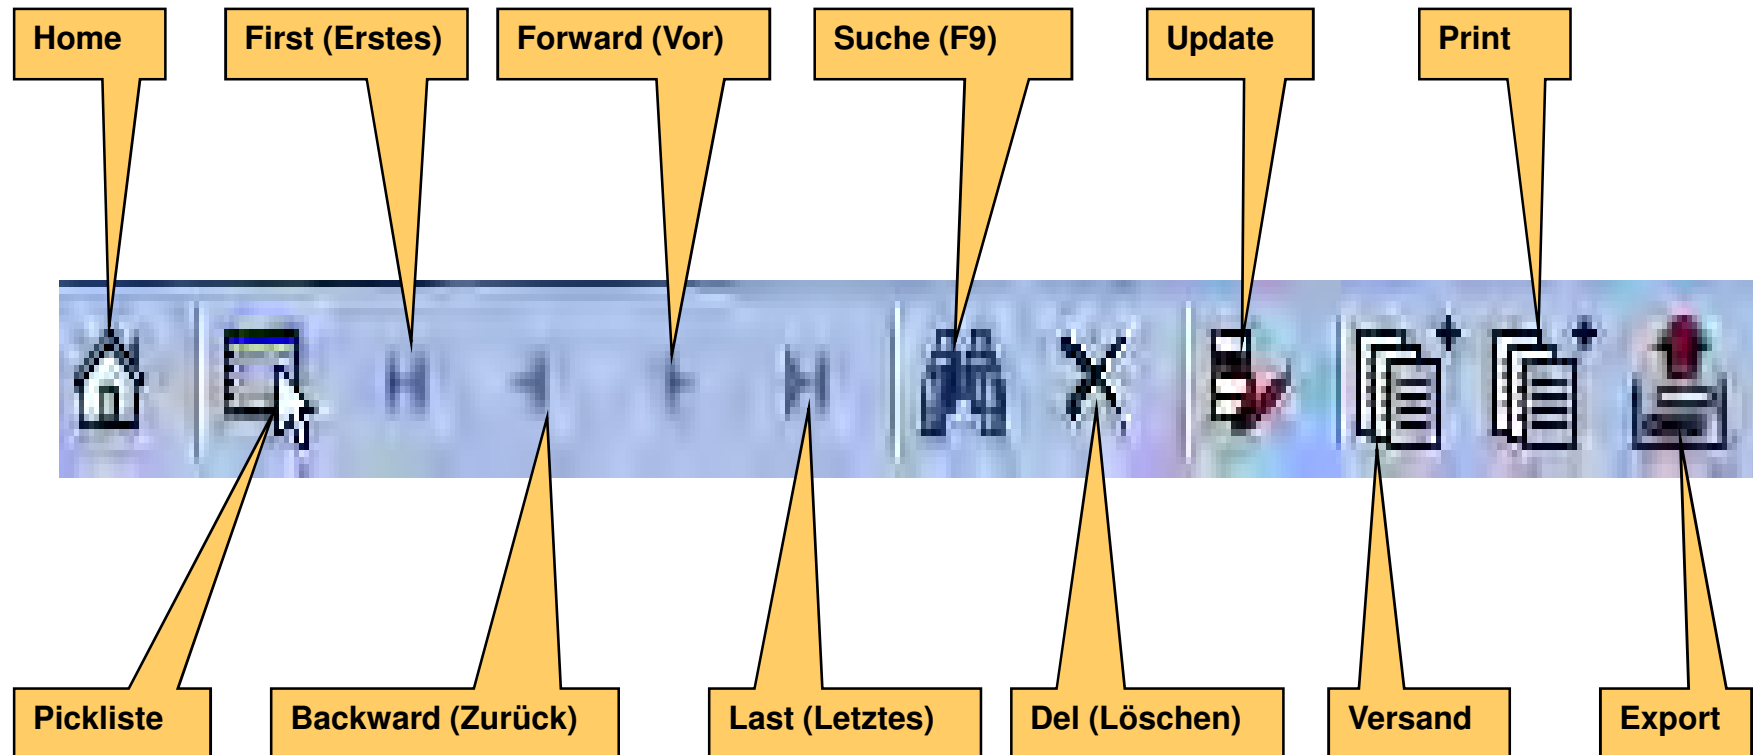 Home
First (Erstes)
Forward (Vor)
Suche (F9)
Update
Print
Pickliste
Backward (Zurück)
Last (Letztes)
Del (Löschen)
Versand
Export